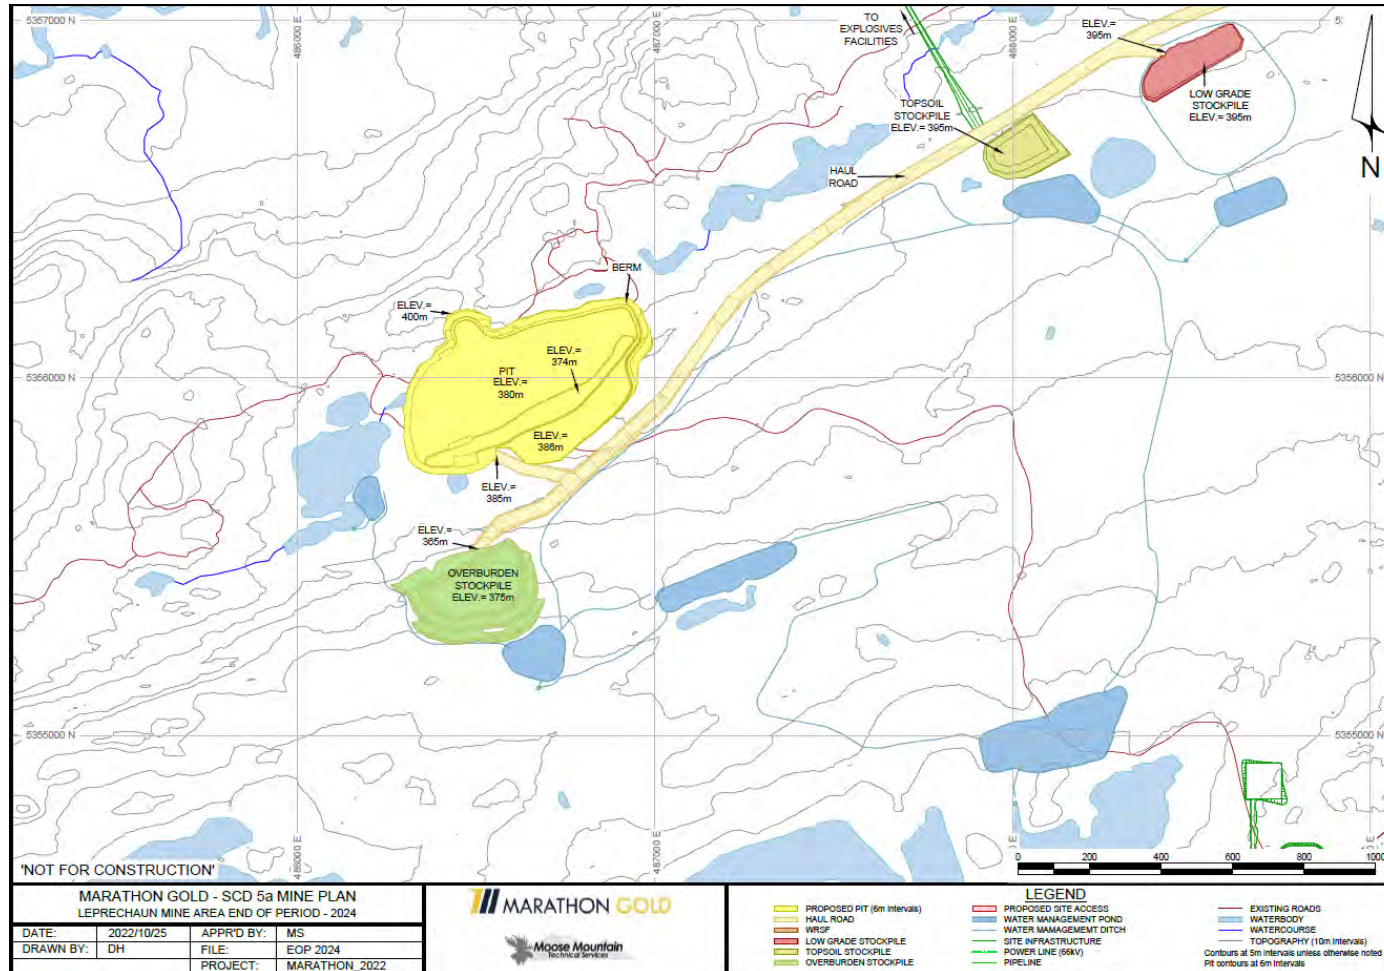 5357000 N
486000 E
487000 E
488000 E
5:
TO
EXPLOSIVES
FACILITIES
ELEV.=
395m
LOW GRADE
STOCKPILE
ELEV.= 395m
TOPSOIL
STOCKPILE
ELEV.= 395m
N
HAUL
ROAD
BERM
ELEV.=
400m
ELEV.=
374m
PIT
ELEV.=
380m
5356000 N
5356000 N
ELEV.=
386m
ELEV.=
385m
ELEV.=
365m
OVERBURDEN
STOCKPILE
ELEV.= 375m
5355000 N
5355000 N
486000 E
487000 E
0 200 400 600 800 1000
'NOT FOR CONSTRUCTION'
MARATHON GOLD - SCD 5a MINE PLAN
LEPRECHAUN MINE AREA END OF PERIOD - 2024
DATE: 2022/10/25 APPR'D BY: MS
DRAWN BY: DH FILE: EOP 2024
PROJECT: MARATHON_2022
MARATHON GOLD
Moose Mountain
Technical Services
LEGEND
PROPOSED PIT (6m Intervals)
HAUL ROAD
WRSF
LOW GRADE STOCKPILE
TOPSOIL STOCKPILE
OVERBURDEN STOCKPILE
PROPOSED SITE ACCESS
WATER MANAGEMENT POND
WATER MAMAGEMEMT DITCH
SITE INFRASTRUCTURE
POWER LINE (66kV)
PIPELINE
EXISTING ROADS
WATERBODY
WATERCOURSE
TOPOGRAPHY (10m Intervals)
Contours at 5m Intervals unless otherwise noted
Pit contours at 6m Intervals